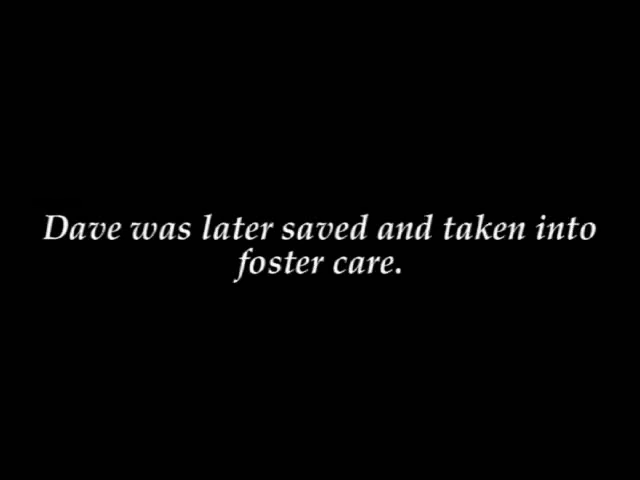 Dave was later saved and taken into
foster care.